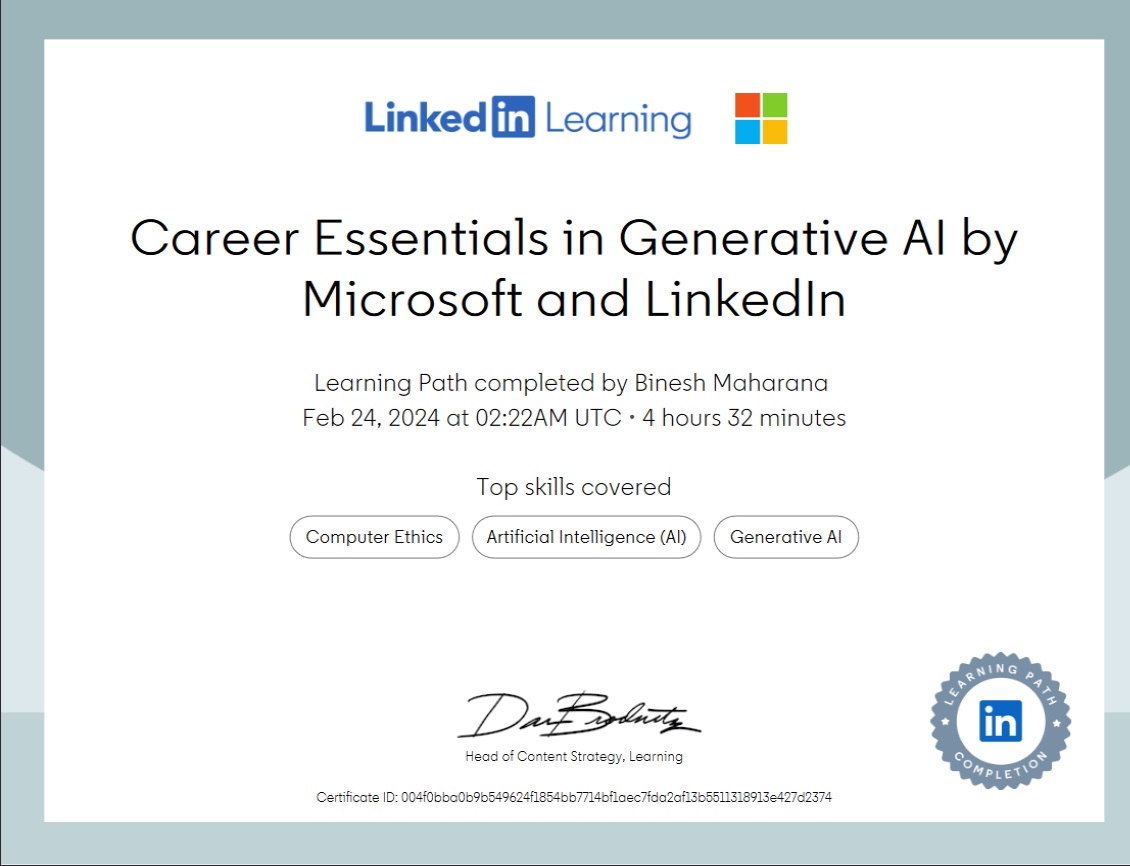 LinkedIn Learning
Career Essentials in Generative AI by
Microsoft and LinkedIn
Learning Path completed by Binesh Maharana
Feb 24, 2024 at 02:22AM UTC • 4 hours 32 minutes
Top skills covered
Computer Ethics Artificial Intelligence (AI) Generative AI
Dan Brodnitz
Head of Content Strategy, Learning
Certificate ID: 004f0bba0b9b549624f1854bb7714bf1aec7fda2af13b5511318913e427d2374
LEARNING PATH
in
COMPLETION